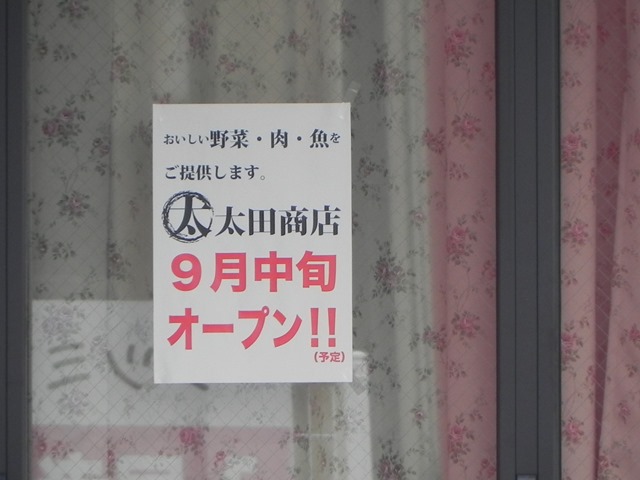 おいしい野菜・肉・魚を
ご提供します。
太 太田商店
９月中旬
オープン!!
(予定)